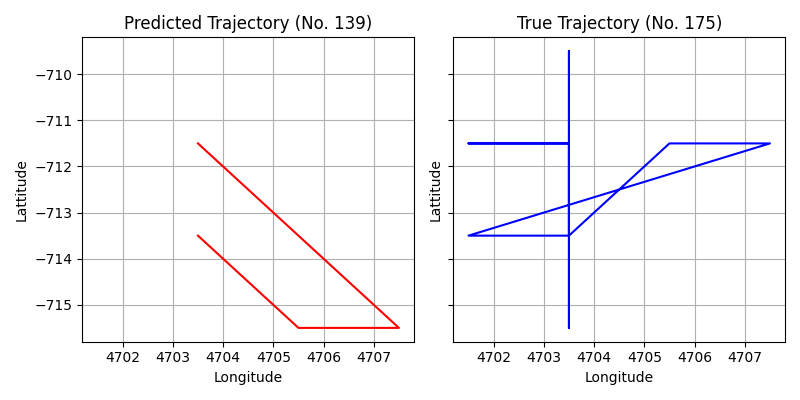 Predicted Trajectory (No. 139)
Lattitude
−710
−711
−712
−713
−714
−715
4702 4703 4704 4705 4706 4707
Longitude
True Trajectory (No. 175)
Lattitude
4702 4703 4704 4705 4706 4707
Longitude